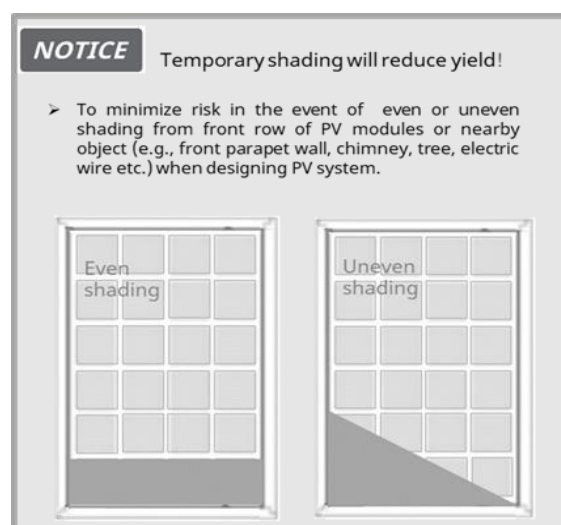 NOTICE
Temporary shading will reduce yield!
➢ To minimize risk in the event of even or uneven
shading from front row of PV modules or nearby
object (e.g., front parapet wall, chimney, tree, electric
wire etc.) when designing PV system.
Even
shading
Uneven
shading